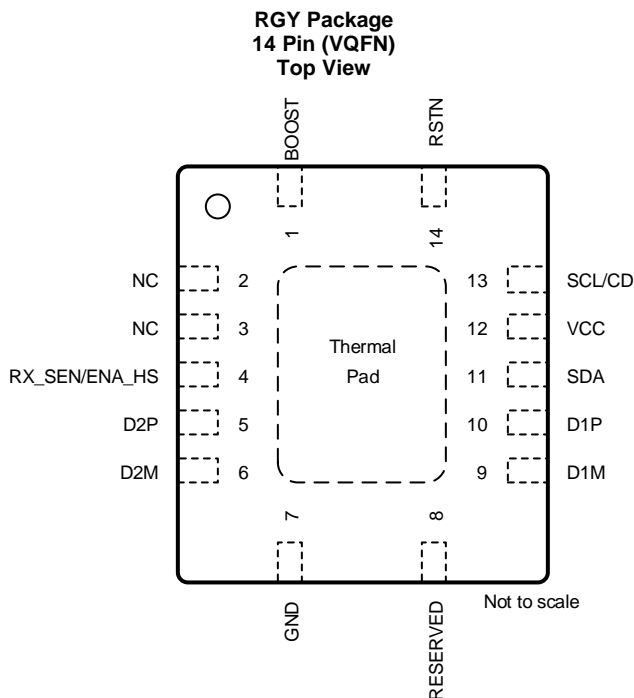 RGY Package
14 Pin (VQFN)
Top View
BOOST
RSTN
1
14
NC
2
13
SCL/CD
NC
3
12
VCC
Thermal
Pad
RX_SEN/ENA_HS
4
11
SDA
D2P
5
10
D1P
D2M
6
9
D1M
7
8
GND
RESERVED
Not to scale